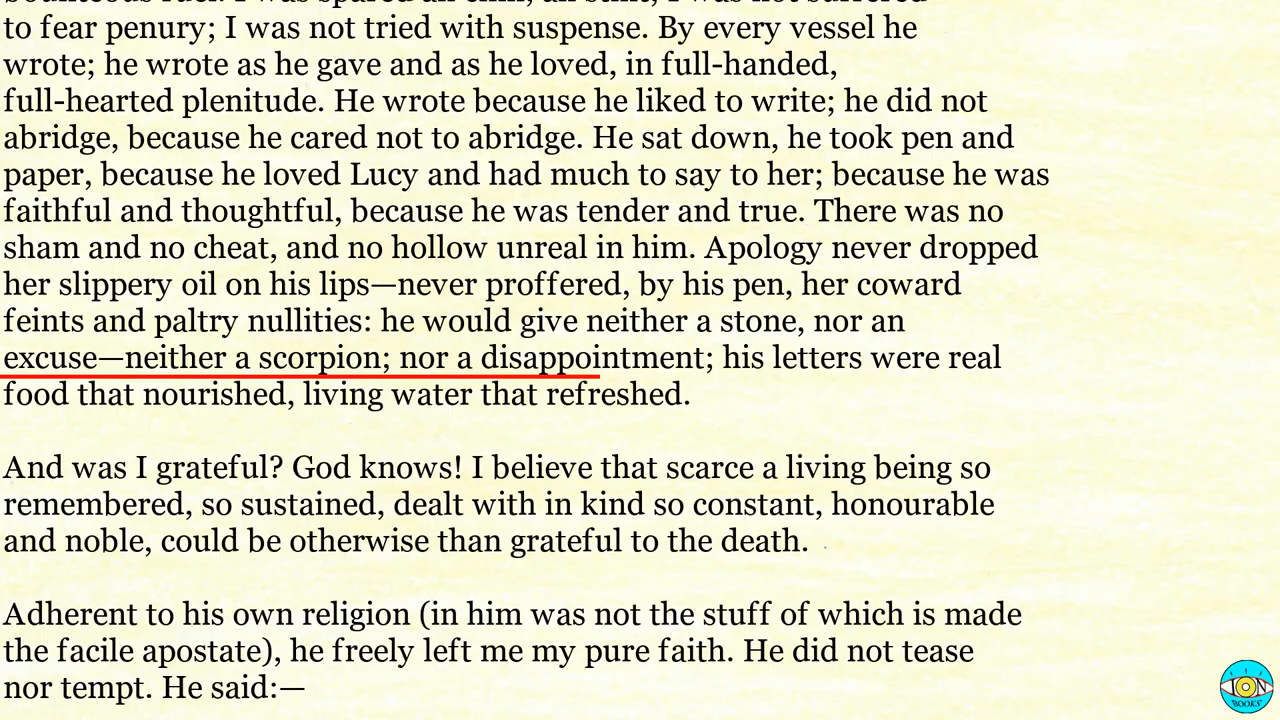 to fear penury; I was not tried with suspense. By every vessel he
wrote; he wrote as he gave and as he loved, in full-handed,
full-hearted plenitude. He wrote because he liked to write; he did not
abridge, because he cared not to abridge. He sat down, he took pen and
paper, because he loved Lucy and had much to say to her; because he was
faithful and thoughtful, because he was tender and true. There was no
sham and no cheat, and no hollow unreal in him. Apology never dropped
her slippery oil on his lips—never proffered, by his pen, her coward
feints and paltry nullities: he would give neither a stone, nor an
excuse—neither a scorpion; nor a disappointment; his letters were real
food that nourished, living water that refreshed.
And was I grateful? God knows! I believe that scarce a living being so
remembered, so sustained, dealt with in kind so constant, honourable
and noble, could be otherwise than grateful to the death.
Adherent to his own religion (in him was not the stuff of which is made
the facile apostate), he freely left me my pure faith. He did not tease
nor tempt. He said:—
ION
BOOKS